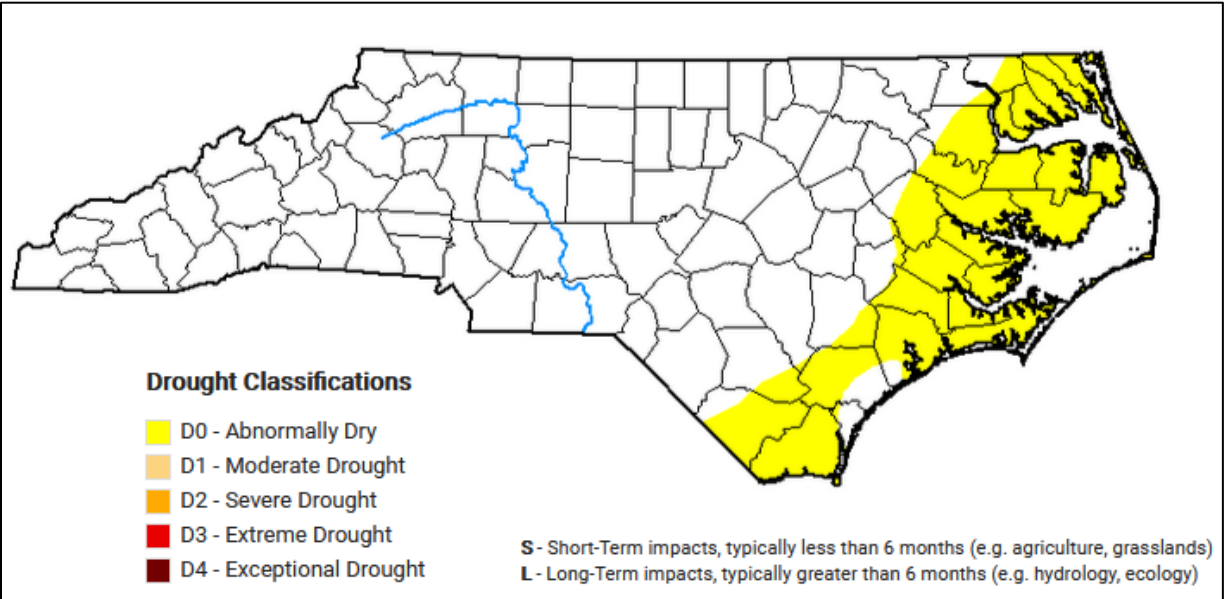 Drought Classifications
D0 - Abnormally Dry
D1 - Moderate Drought
D2 - Severe Drought
D3 - Extreme Drought
D4 - Exceptional Drought
S - Short-Term impacts, typically less than 6 months (e.g. agriculture, grasslands)
L - Long-Term impacts, typically greater than 6 months (e.g. hydrology, ecology)